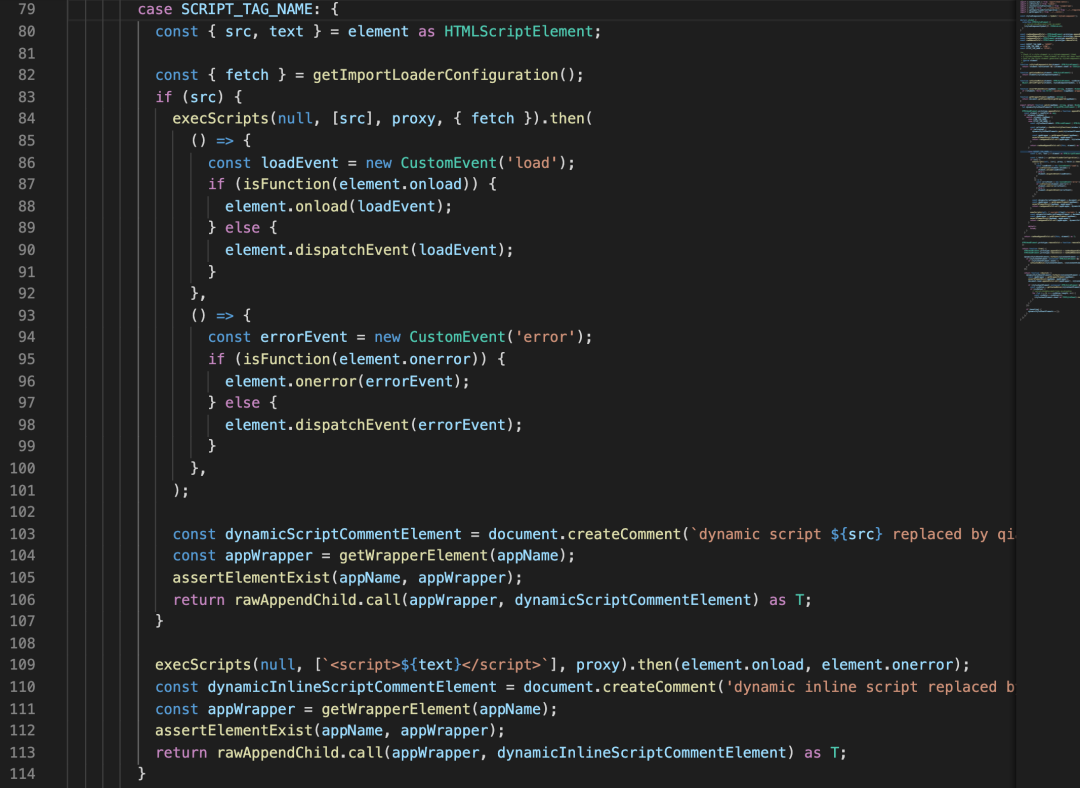 79 case SCRIPT_TAG_NAME: {
80 const { src, text } = element as HTMLScriptElement;
81
82 const { fetch } = getImportLoaderConfiguration();
83 if (src) {
84 execScripts(null, [src], proxy, { fetch }).then(
85 () => {
86 const loadEvent = new CustomEvent('load');
87 if (isFunction(element.onload)) {
88 element.onload(loadEvent);
89 } else {
90 element.dispatchEvent(loadEvent);
91 }
92 },
93 () => {
94 const errorEvent = new CustomEvent('error');
95 if (isFunction(element.onerror)) {
96 element.onerror(errorEvent);
97 } else {
98 element.dispatchEvent(errorEvent);
99 }
100 },
101 );
102
103 const dynamicScriptCommentElement = document.createComment(`dynamic script ${src} replaced by qi
104 const appWrapper = getWrapperElement(appName);
105 assertElementExist(appName, appWrapper);
106 return rawAppendChild.call(appWrapper, dynamicScriptCommentElement) as T;
107 }
108
109 execScripts(null, [`<script>${text}</script>`], proxy).then(element.onload, element.onerror);
110 const dynamicInlineScriptCommentElement = document.createComment('dynamic inline script replaced b
111 const appWrapper = getWrapperElement(appName);
112 assertElementExist(appName, appWrapper);
113 return rawAppendChild.call(appWrapper, dynamicInlineScriptCommentElement) as T;
114 }